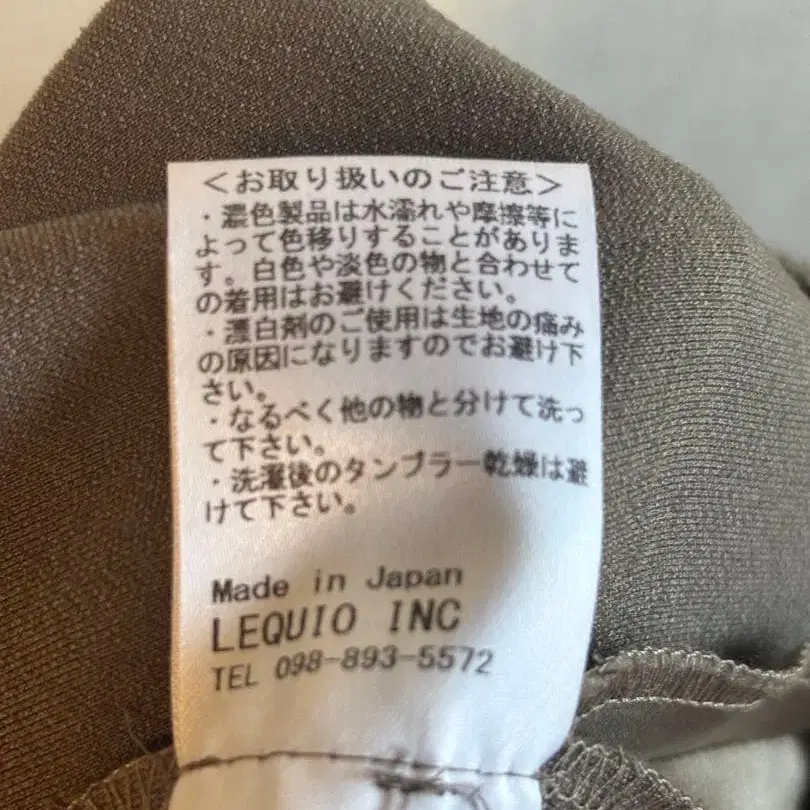 ＜お取り扱いのご注意＞
・濃色製品は水濡れや摩擦等に
よって色移りすることがありま
す。白色や淡色の物と合わせて
の着用はお避けください。
・漂白剤のご使用は生地の痛み
の原因になりますのでお避け下
さい。
・なるべく他の物と分けて洗っ
て下さい。
・洗濯後のタンブラー乾燥は避
けて下さい。
Made in Japan
LEQUIO INC
TEL 098-893-5572